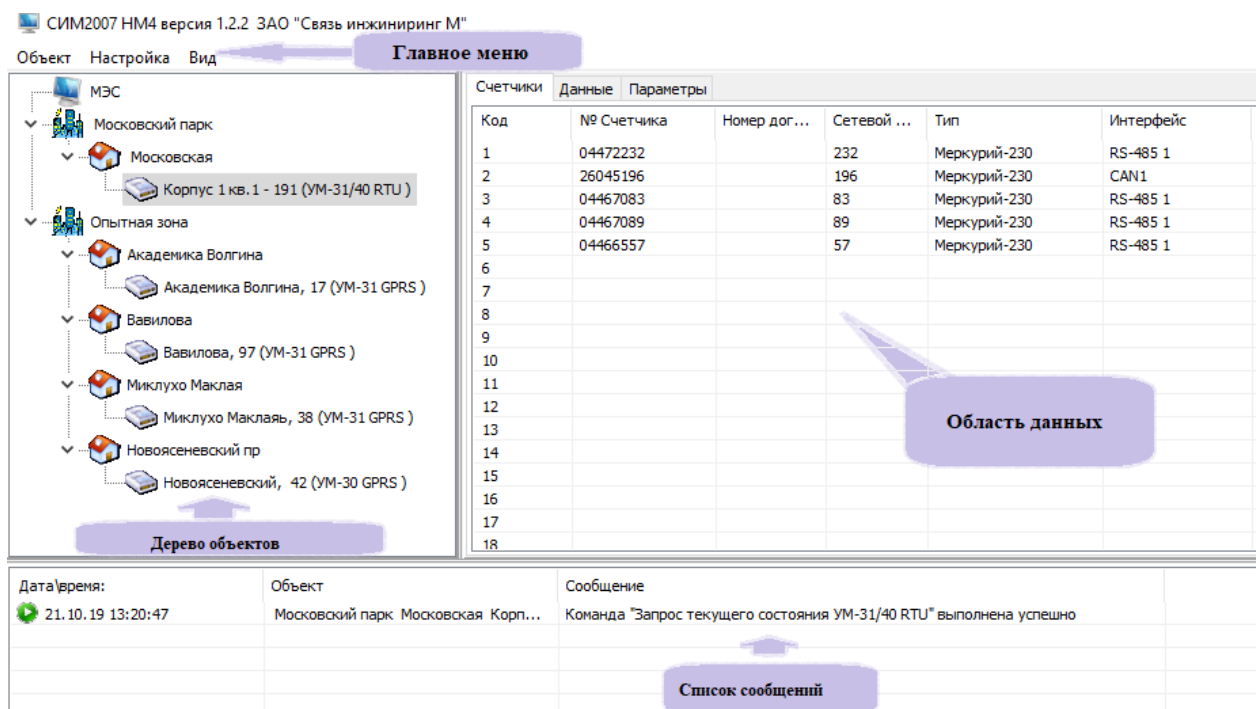 СИМ2007 НМ4 версия 1.2.2 ЗАО "Связь инжиниринг М"
Объект Настройка Вид
Главное меню
МЭС
Московский парк
Московская
Корпус 1 кв.1 - 191 (УМ-31/40 RTU )
Опытная зона
Академика Волгина
Академика Волгина, 17 (УМ-31 GPRS )
Вавилова
Вавилова, 97 (УМ-31 GPRS )
Миклухо Маклая
Миклухо Маклаяь, 38 (УМ-31 GPRS )
Новоясеневский пр
Новоясеневский, 42 (УМ-30 GPRS )
Дерево объектов
Счетчики Данные Параметры
Код № Счетчика Номер дог... Сетевой ... Тип Интерфейс
1 04472232 232 Меркурий-230 RS-485 1
2 26045196 196 Меркурий-230 CAN1
3 04467083 83 Меркурий-230 RS-485 1
4 04467089 89 Меркурий-230 RS-485 1
5 04466557 57 Меркурий-230 RS-485 1
6
7
8
9
10
11
12
13
14
15
16
17
18
Область данных
Дата\время: Объект Сообщение
21.10.19 13:20:47 Московский парк Московская Корп... Команда "Запрос текущего состояния УМ-31/40 RTU" выполнена успешно
Список сообщений